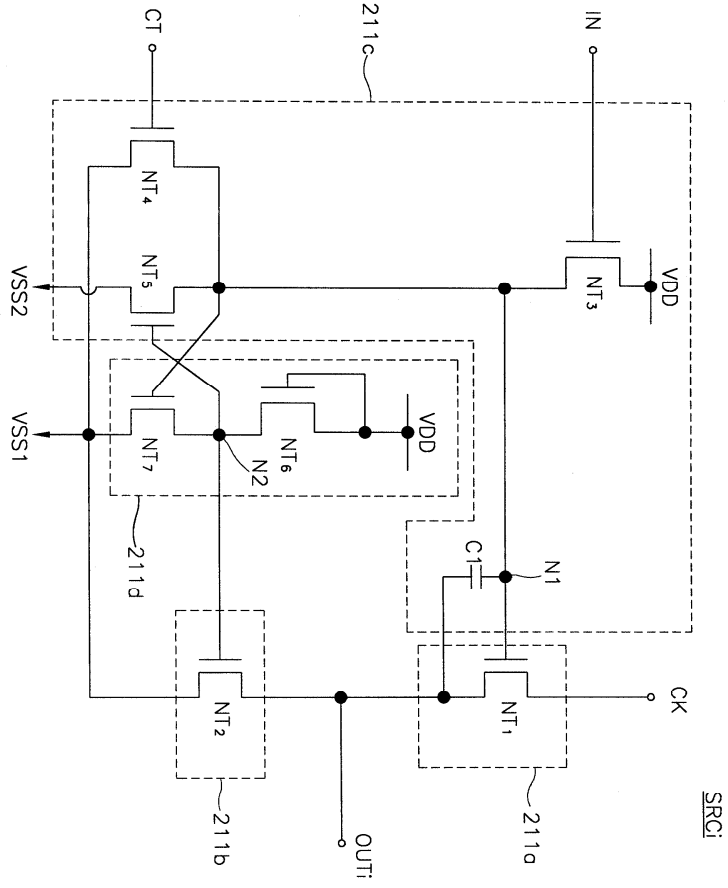 SRCi
IN
VDD
CK
NT3
211c
N1
C1
NT1
211a
VDD
OUTi
NT6
N2
CT
NT4
NT5
NT7
NT2
211b
211d
VSS2
VSS1